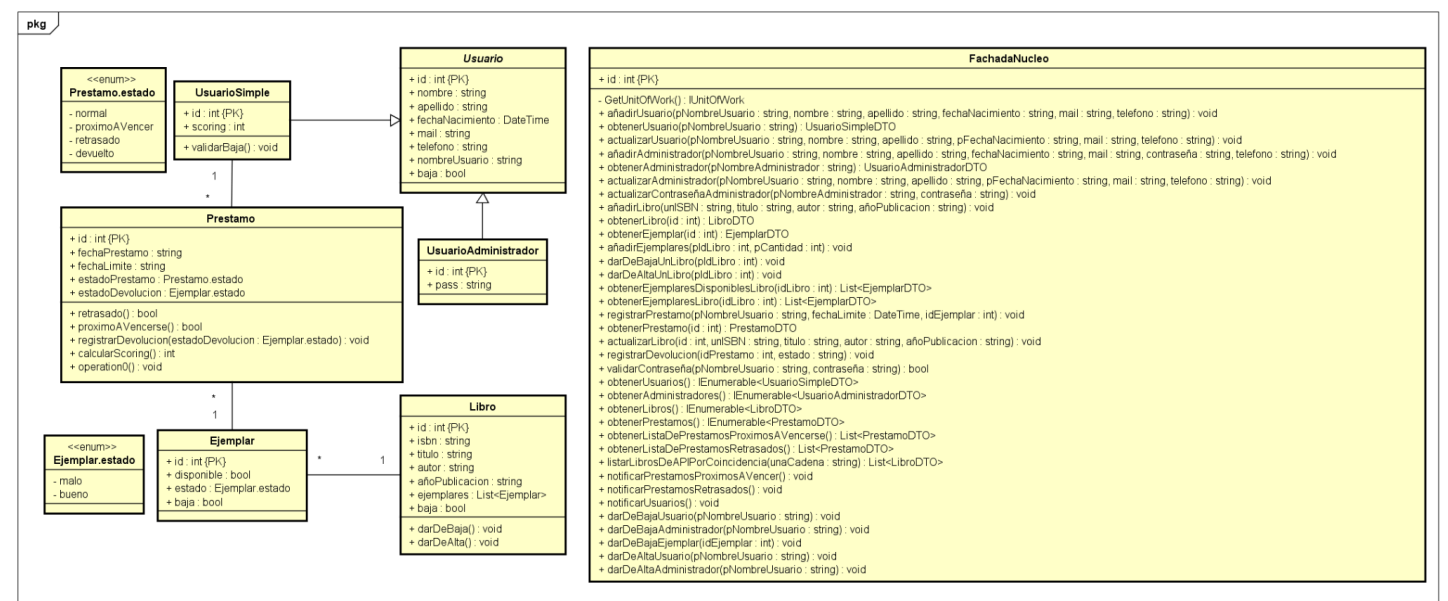 pkg
<<enum>>
Prestamo.estado
- normal
- proximoAVencer
- retrasado
- devuelto
UsuarioSimple
+ id : int {PK}
+ scoring : int
+ validarBaja() : void
Usuario
+ id : int {PK}
+ nombre : string
+ apellido : string
+ fechaNacimiento : DateTime
+ mail : string
+ telefono : string
+ nombreUsuario : string
+ baja : bool
1
*
Prestamo
+ id : int {PK}
+ fechaPrestamo : string
+ fechaLimite : string
+ estadoPrestamo : Prestamo.estado
+ estadoDevolucion : Ejemplar.estado
+ retrasado() : bool
+ proximoAVencerse() : bool
+ registrarDevolucion(estadoDevolucion : Ejemplar.estado) : void
+ calcularScoring() : int
+ operation0() : void
UsuarioAdministrador
+ id : int {PK}
+ pass : string
*
1
<<enum>>
Ejemplar.estado
- malo
- bueno
Ejemplar
+ id : int {PK}
+ disponible : bool
+ estado : Ejemplar.estado
+ baja : bool
*
1
Libro
+ id : int {PK}
+ isbn : string
+ titulo : string
+ autor : string
+ añoPublicacion : string
+ ejemplares : List<Ejemplar>
+ baja : bool
+ darDeBaja() : void
+ darDeAlta() : void
FachadaNucleo
+ id : int {PK}
- GetUnitOfWork() : IUnitOfWork
+ añadirUsuario(pNombreUsuario : string, nombre : string, apellido : string, fechaNacimiento : string, mail : string, telefono : string) : void
+ obtenerUsuario(pNombreUsuario : string) : UsuarioSimpleDTO
+ actualizarUsuario(pNombreUsuario : string, nombre : string, apellido : string, pFechaNacimiento : string, mail : string, telefono : string) : void
+ añadirAdministrador(pNombreUsuario : string, nombre : string, apellido : string, fechaNacimiento : string, mail : string, contraseña : string, telefono : string) : void
+ obtenerAdministrador(pNombreAdministrador : string) : UsuarioAdministradorDTO
+ actualizarAdministrador(pNombreUsuario : string, nombre : string, apellido : string, pFechaNacimiento : string, mail : string, telefono : string) : void
+ actualizarContraseñaAdministrador(pNombreAdministrador : string, contraseña : string) : void
+ añadirLibro(unISBN : string, titulo : string, autor : string, añoPublicacion : string) : void
+ obtenerLibro(id : int) : LibroDTO
+ obtenerEjemplar(id : int) : EjemplarDTO
+ añadirEjemplares(pIdLibro : int, pCantidad : int) : void
+ darDeBajaUnLibro(pIdLibro : int) : void
+ darDeAltaUnLibro(pIdLibro : int) : void
+ obtenerEjemplaresDisponiblesLibro(idLibro : int) : List<EjemplarDTO>
+ obtenerEjemplaresLibro(idLibro : int) : List<EjemplarDTO>
+ registrarPrestamo(pNombreUsuario : string, fechaLimite : DateTime, idEjemplar : int) : void
+ obtenerPrestamo(id : int) : PrestamoDTO
+ actualizarLibro(id : int, unISBN : string, titulo : string, autor : string, añoPublicacion : string) : void
+ registrarDevolucion(idPrestamo : int, estado : string) : void
+ validarContraseña(pNombreUsuario : string, contraseña : string) : bool
+ obtenerUsuarios() : IEnumerable<UsuarioSimpleDTO>
+ obtenerAdministradores() : IEnumerable<UsuarioAdministradorDTO>
+ obtenerLibros() : IEnumerable<LibroDTO>
+ obtenerPrestamos() : IEnumerable<PrestamoDTO>
+ obtenerListaDePrestamosProximosAVencerse() : List<PrestamoDTO>
+ obtenerListaDePrestamosRetrasados() : List<PrestamoDTO>
+ listarLibrosDeAPIPorCoincidencia(unaCadena : string) : List<LibroDTO>
+ notificarPrestamosProximosAVencer() : void
+ notificarPrestamosRetrasados() : void
+ notificarUsuarios() : void
+ darDeBajaUsuario(pNombreUsuario : string) : void
+ darDeBajaAdministrador(pNombreUsuario : string) : void
+ darDeBajaEjemplar(idEjemplar : int) : void
+ darDeAltaUsuario(pNombreUsuario : string) : void
+ darDeAltaAdministrador(pNombreUsuario : string) : void